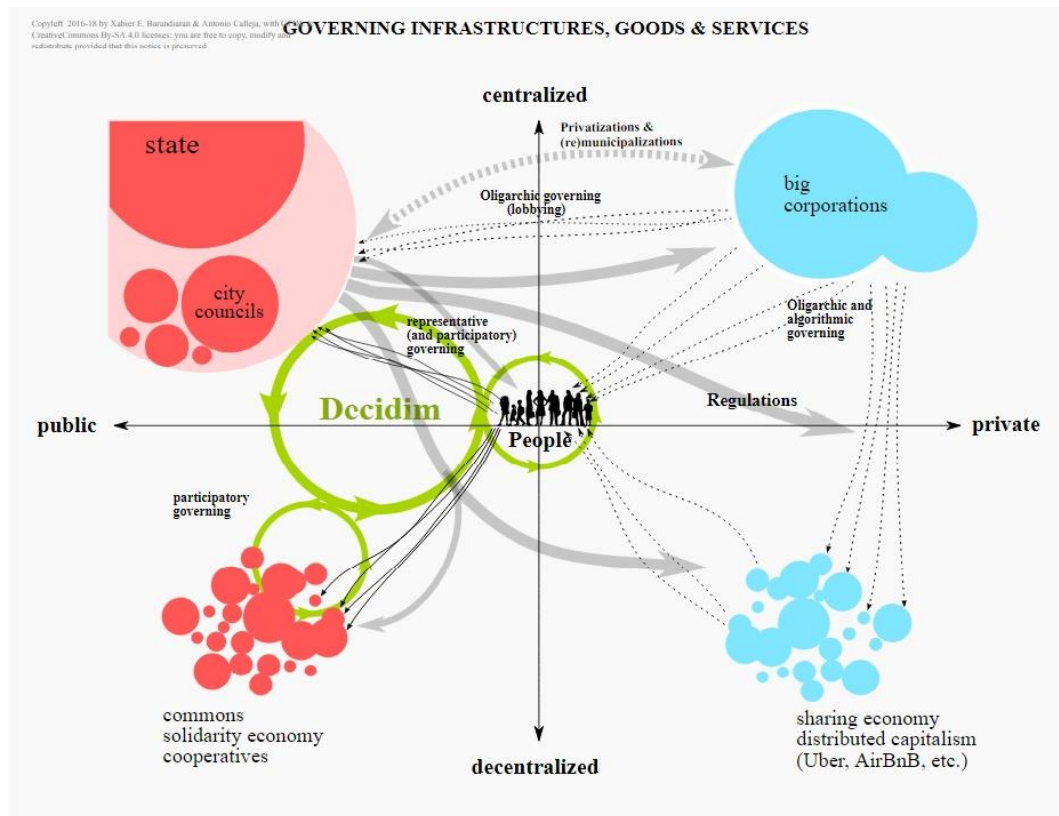 Copyleft 2016-18 by Xabier E. Barandiaran & Antonio Calleja, with
CreativeCommons By-SA 4.0 licenses: you are free to copy, modify and
redistribute provided that this notice is preserved
GOVERNING INFRASTRUCTURES, GOODS & SERVICES
centralized
state
Privatizations &
(re)municipalizations
big
corporations
Oligarchic governing
(lobbying)
city
councils
Oligarchic and
algorithmic
governing
representative
(and participatory)
governing
Decidim
Regulations
public
People
private
participatory
governing
commons
solidarity economy
cooperatives
sharing economy
distributed capitalism
(Uber, AirBnB, etc.)
decentralized